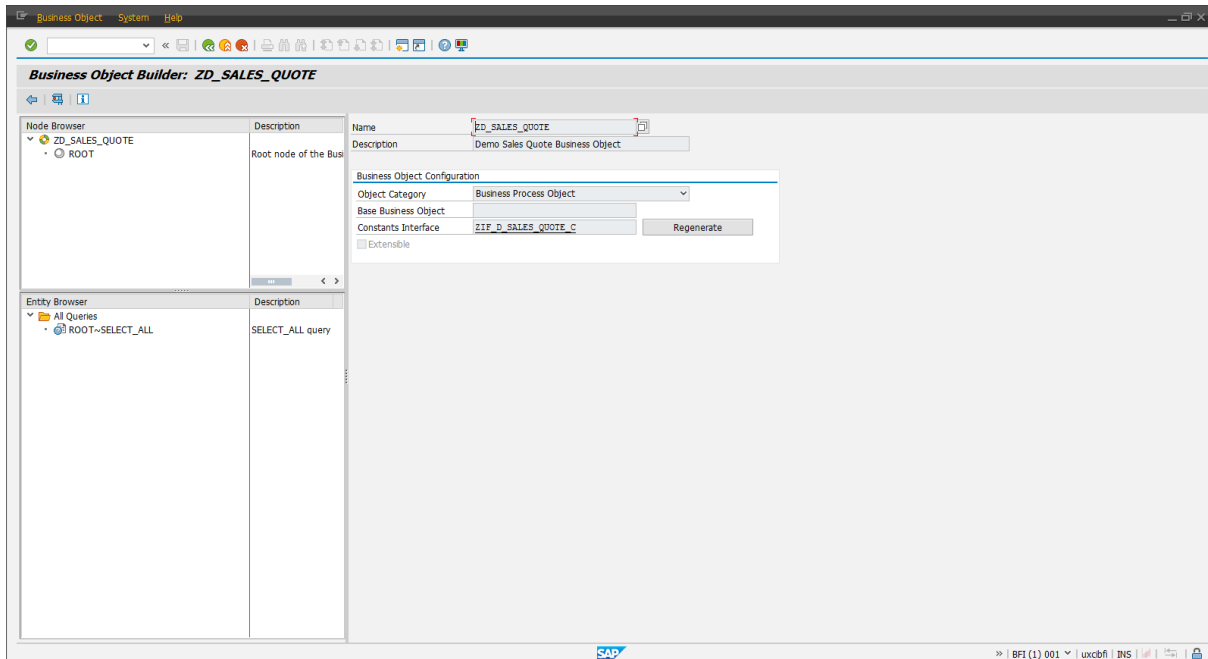 Business Object System Help
Business Object Builder: ZD_SALES_QUOTE
Node Browser Description
ZD_SALES_QUOTE
ROOT Root node of the Busi
Entity Browser Description
All Queries
ROOT~SELECT_ALL SELECT_ALL query
Name ZD_SALES_QUOTE
Description Demo Sales Quote Business Object
Business Object Configuration
Object Category Business Process Object
Base Business Object
Constants Interface ZIF_D_SALES_QUOTE_C Regenerate
Extensible
SAP
» BFI (1) 001 uxcibfi INS